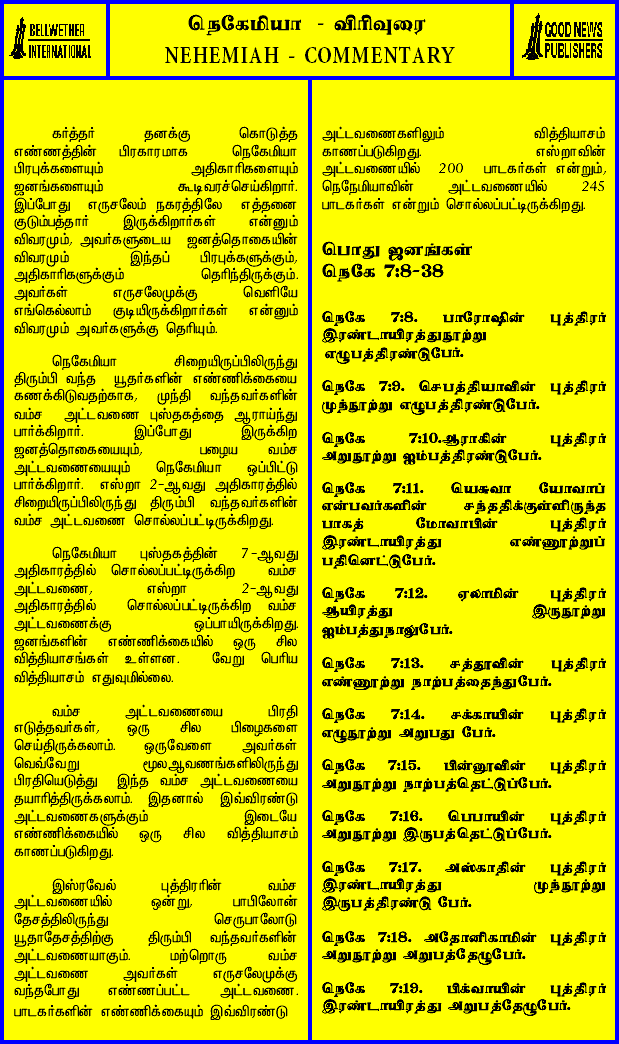 BELLWETHER
INTERNATIONAL
நெகேமியா - விரிவுரை
NEHEMIAH - COMMENTARY
GOOD NEWS
PUBLISHERS
கர்த்தர் தனக்கு கொடுத்த
எண்ணத்தின் பிரகாரமாக நெகேமியா
பிரபுக்களையும் அதிகாரிகளையும்
ஜனங்களையும் கூடிவரச்செய்கிறார்.
இப்போது எருசலேம் நகரத்திலே எத்தனை
குடும்பத்தார் இருக்கிறார்கள் என்னும்
விவரமும், அவர்களுடைய ஜனத்தொகையின்
விவரமும் இந்தப் பிரபுக்களுக்கும்,
அதிகாரிகளுக்கும் தெரிந்திருக்கும்.
அவர்கள் எருசலேமுக்கு வெளியே
எங்கெல்லாம் குடியிருக்கிறார்கள் என்னும்
விவரமும் அவர்களுக்கு தெரியும்.
நெகேமியா சிறையிருப்பிலிருந்து
திரும்பி வந்த யூதர்களின் எண்ணிக்கையை
கணக்கிடுவதற்காக, முந்தி வந்தவர்களின்
வம்ச அட்டவணை புஸ்தகத்தை ஆராய்ந்து
பார்க்கிறார். இப்போது இருக்கிற
ஜனத்தொகையையும், பழைய வம்ச
அட்டவணையையும் நெகேமியா ஒப்பிட்டு
பார்க்கிறார். எஸ்றா 2-ஆவது அதிகாரத்தில்
சிறையிருப்பிலிருந்து திரும்பி வந்தவர்களின்
வம்ச அட்டவணை சொல்லப்பட்டிருக்கிறது.
நெகேமியா புஸ்தகத்தின் 7-ஆவது
அதிகாரத்தில் சொல்லப்பட்டிருக்கிற வம்ச
அட்டவணை, எஸ்றா 2-ஆவது
அதிகாரத்தில் சொல்லப்பட்டிருக்கிற வம்ச
அட்டவணைக்கு ஒப்பாயிருக்கிறது.
ஜனங்களின் எண்ணிக்கையில் ஒரு சில
வித்தியாசங்கள் உள்ளன. வேறு பெரிய
வித்தியாசம் எதுவுமில்லை.
வம்ச அட்டவணையை பிரதி
எடுத்தவர்கள், ஒரு சில பிழைகளை
செய்திருக்கலாம். ஒருவேளை அவர்கள்
வெவ்வேறு மூலஆவணங்களிலிருந்து
பிரதியெடுத்து இந்த வம்ச அட்டவணையை
தயாரித்திருக்கலாம். இதனால் இவ்விரண்டு
அட்டவணைகளுக்கும் இடையே
எண்ணிக்கையில் ஒரு சில வித்தியாசம்
காணப்படுகிறது.
இஸ்ரவேல் புத்திரரின் வம்ச
அட்டவணையில் ஒன்று, பாபிலோன்
தேசத்திலிருந்து செருபாலோடு
யூதாதேசத்திற்கு திரும்பி வந்தவர்களின்
அட்டவணையாகும். மற்றொரு வம்ச
அட்டவணை அவர்கள் எருசலேமுக்கு
வந்தபோது எண்ணப்பட்ட அட்டவணை.
பாடகர்களின் எண்ணிக்கையும் இவ்விரண்டு
அட்டவணைகளிலும் வித்தியாசம்
காணப்படுகிறது. எஸ்றாவின்
அட்டவணையில் 200 பாடகர்கள் என்றும்,
நெநேமியாவின் அட்டவணையில் 245
பாடகர்கள் என்றும் சொல்லப்பட்டிருக்கிறது.
பொது ஜனங்கள்
நெகே 7:8-38
நெகே 7:8. பாரோஷின் புத்திரர்
இரண்டாயிரத்துநூற்று
எழுபத்திரண்டுபேர்.
நெகே 7:9. செபத்தியாவின் புத்திரர்
முந்நூற்று எழுபத்திரண்டுபேர்.
நெகே 7:10.ஆராகின் புத்திரர்
அறுநூற்று ஐம்பத்திரண்டுபேர்.
நெகே 7:11. யெசுவா யோவாப்
என்பவர்களின் சந்ததிக்குள்ளிருந்த
பாகத் மோவாபின் புத்திரர்
இரண்டாயிரத்து எண்ணூற்றுப்
பதினெட்டுபேர்.
நெகே 7:12. ஏலாமின் புத்திரர்
ஆயிரத்து இருநூற்று
ஐம்பத்துநாலுபேர்.
நெகே 7:13. சத்தூவின் புத்திரர்
எண்ணூற்று நாற்பத்தைந்துபேர்.
நெகே 7:14. சக்காயின் புத்திரர்
எழுநூற்று அறுபது பேர்.
நெகே 7:15. பின்னூவின் புத்திரர்
அறுநூற்று நாற்பத்தெட்டுப்பேர்.
நெகே 7:16. பெபாயின் புத்திரர்
அறுநூற்று இருபத்தெட்டுப்பேர்.
நெகே 7:17. அஸ்காதின் புத்திரர்
இரண்டாயிரத்து முந்நூற்று
இருபத்திரண்டு பேர்.
நெகே 7:18. அதோனிகாமின் புத்திரர்
அறுநூற்று அறுபத்தேழுபேர்.
நெகே 7:19. பிக்வாயின் புத்திரர்
இரண்டாயிரத்து அறுபத்தேழுபேர்.